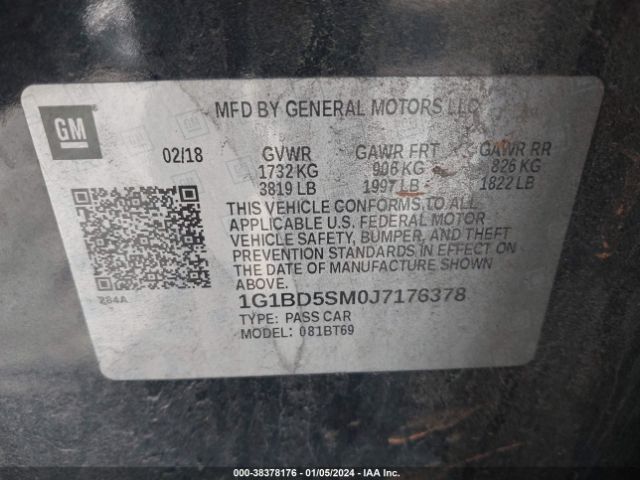 GM
MFD BY GENERAL MOTORS LLC
02/18 GVWR GAWR FRT GAWR RR
1732 KG 906 KG 826 KG
3819 LB 1997 LB 1822 LB
THIS VEHICLE CONFORMS TO ALL
APPLICABLE U.S. FEDERAL MOTOR
VEHICLE SAFETY, BUMPER, AND THEFT
PREVENTION STANDARDS IN EFFECT ON
THE DATE OF MANUFACTURE SHOWN
ABOVE.
284A
1G1BD5SM0J7176378
TYPE: PASS CAR
MODEL: 081BT69
000-38378176 - 01/05/2024 - IAA Inc.